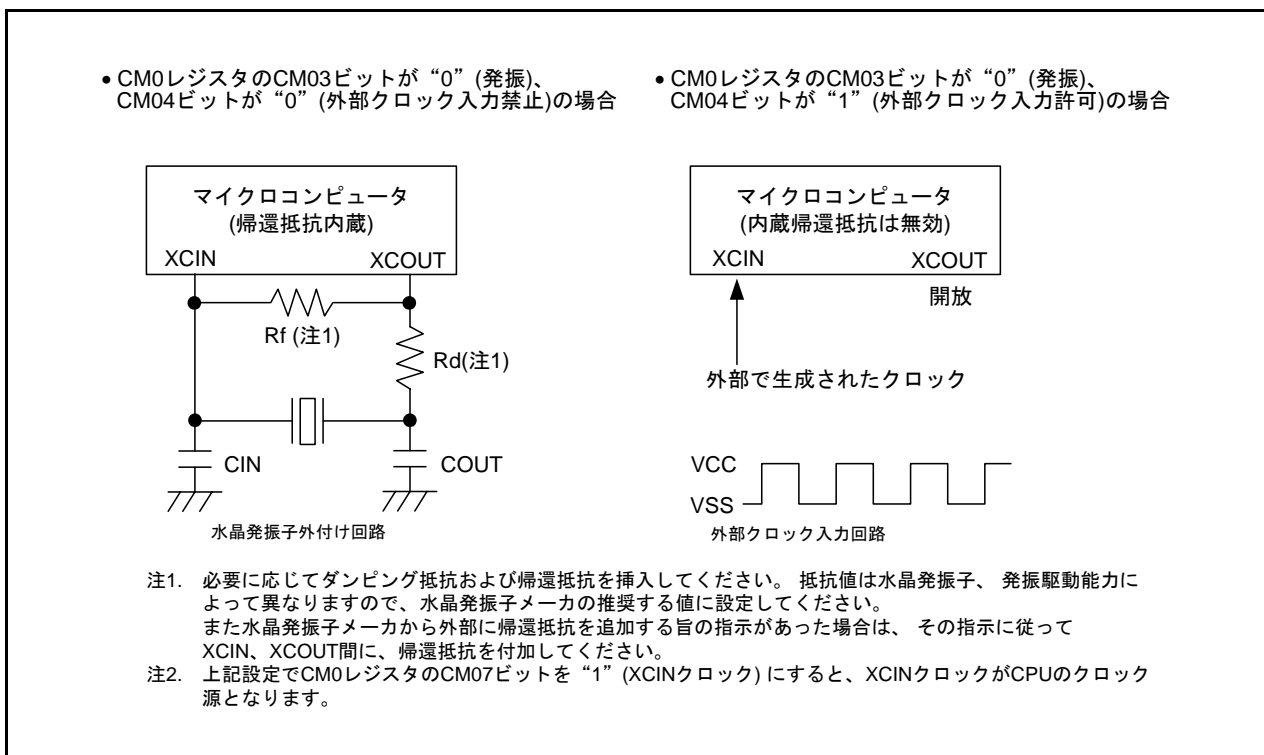 • CM0レジスタのCM03ビットが“0”(発振)、
CM04ビットが“0”(外部クロック入力禁止)の場合
• CM0レジスタのCM03ビットが“0”(発振)、
CM04ビットが“1”(外部クロック入力許可)の場合
マイクロコンピュータ
(帰還抵抗内蔵)
XCIN
XCOUT
Rf (注1)
Rd(注1)
CIN
COUT
水晶発振子外付け回路
マイクロコンピュータ
(内蔵帰還抵抗は無効)
XCIN
XCOUT
開放
外部で生成されたクロック
VCC
VSS
外部クロック入力回路
注1. 必要に応じてダンピング抵抗および帰還抵抗を挿入してください。 抵抗値は水晶発振子、 発振駆動能力に
よって異なりますので、水晶発振子メーカの推奨する値に設定してください。
また水晶発振子メーカから外部に帰還抵抗を追加する旨の指示があった場合は、 その指示に従って
XCIN、XCOUT間に、帰還抵抗を付加してください。
注2. 上記設定でCM0レジスタのCM07ビットを“1”(XCINクロック) にすると、XCINクロックがCPUのクロック
源となります。